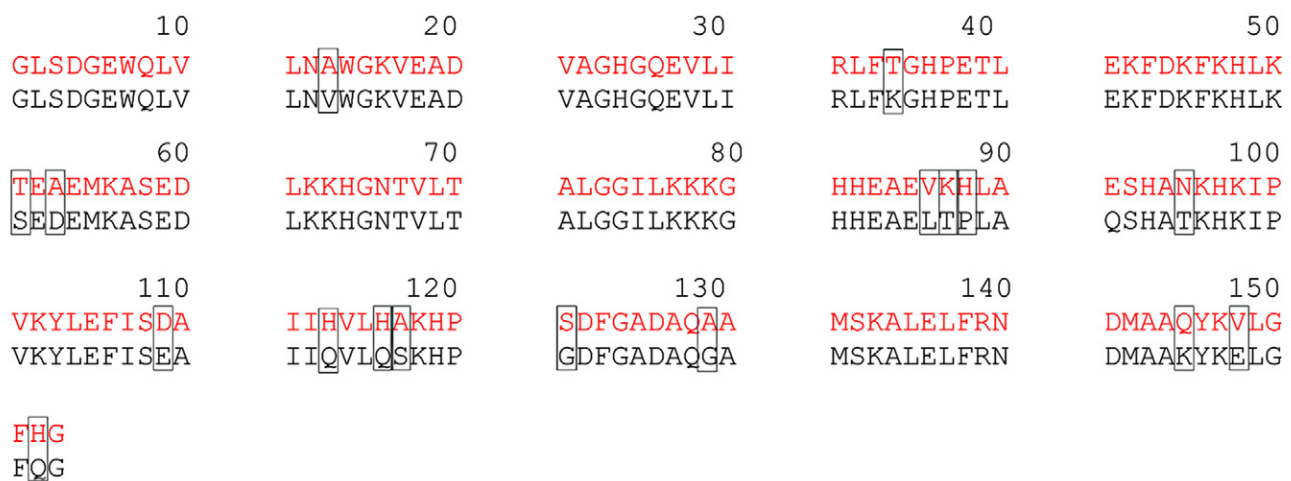 10 20 30 40 50
GLSDGEWQLV LNAWGKVEAD VAGHGQEVLI RLFTGHPETL EKFDKFKHLK
GLSDGEWQLV LNVWGKVEAD VAGHGQEVLI RLFKGHPETL EKFDKFKHLK
60 70 80 90 100
TEAEMKASED LKKHGNTVLT ALGGILKKKG HHEAEVKHLA ESHANKHKIP
SEDEMKASED LKKHGNTVLT ALGGILKKKG HHEAELTPLA QSHATKHKIP
110 120 130 140 150
VKYLEFISDA IIHVLHAKHP SDFGADAQAA MSKALELFRN DMAAQYKVLG
VKYLEFISEA IIQVLQSKHP GDFGADAQGA MSKALELFRN DMAAKYKELG
FHG
FQG